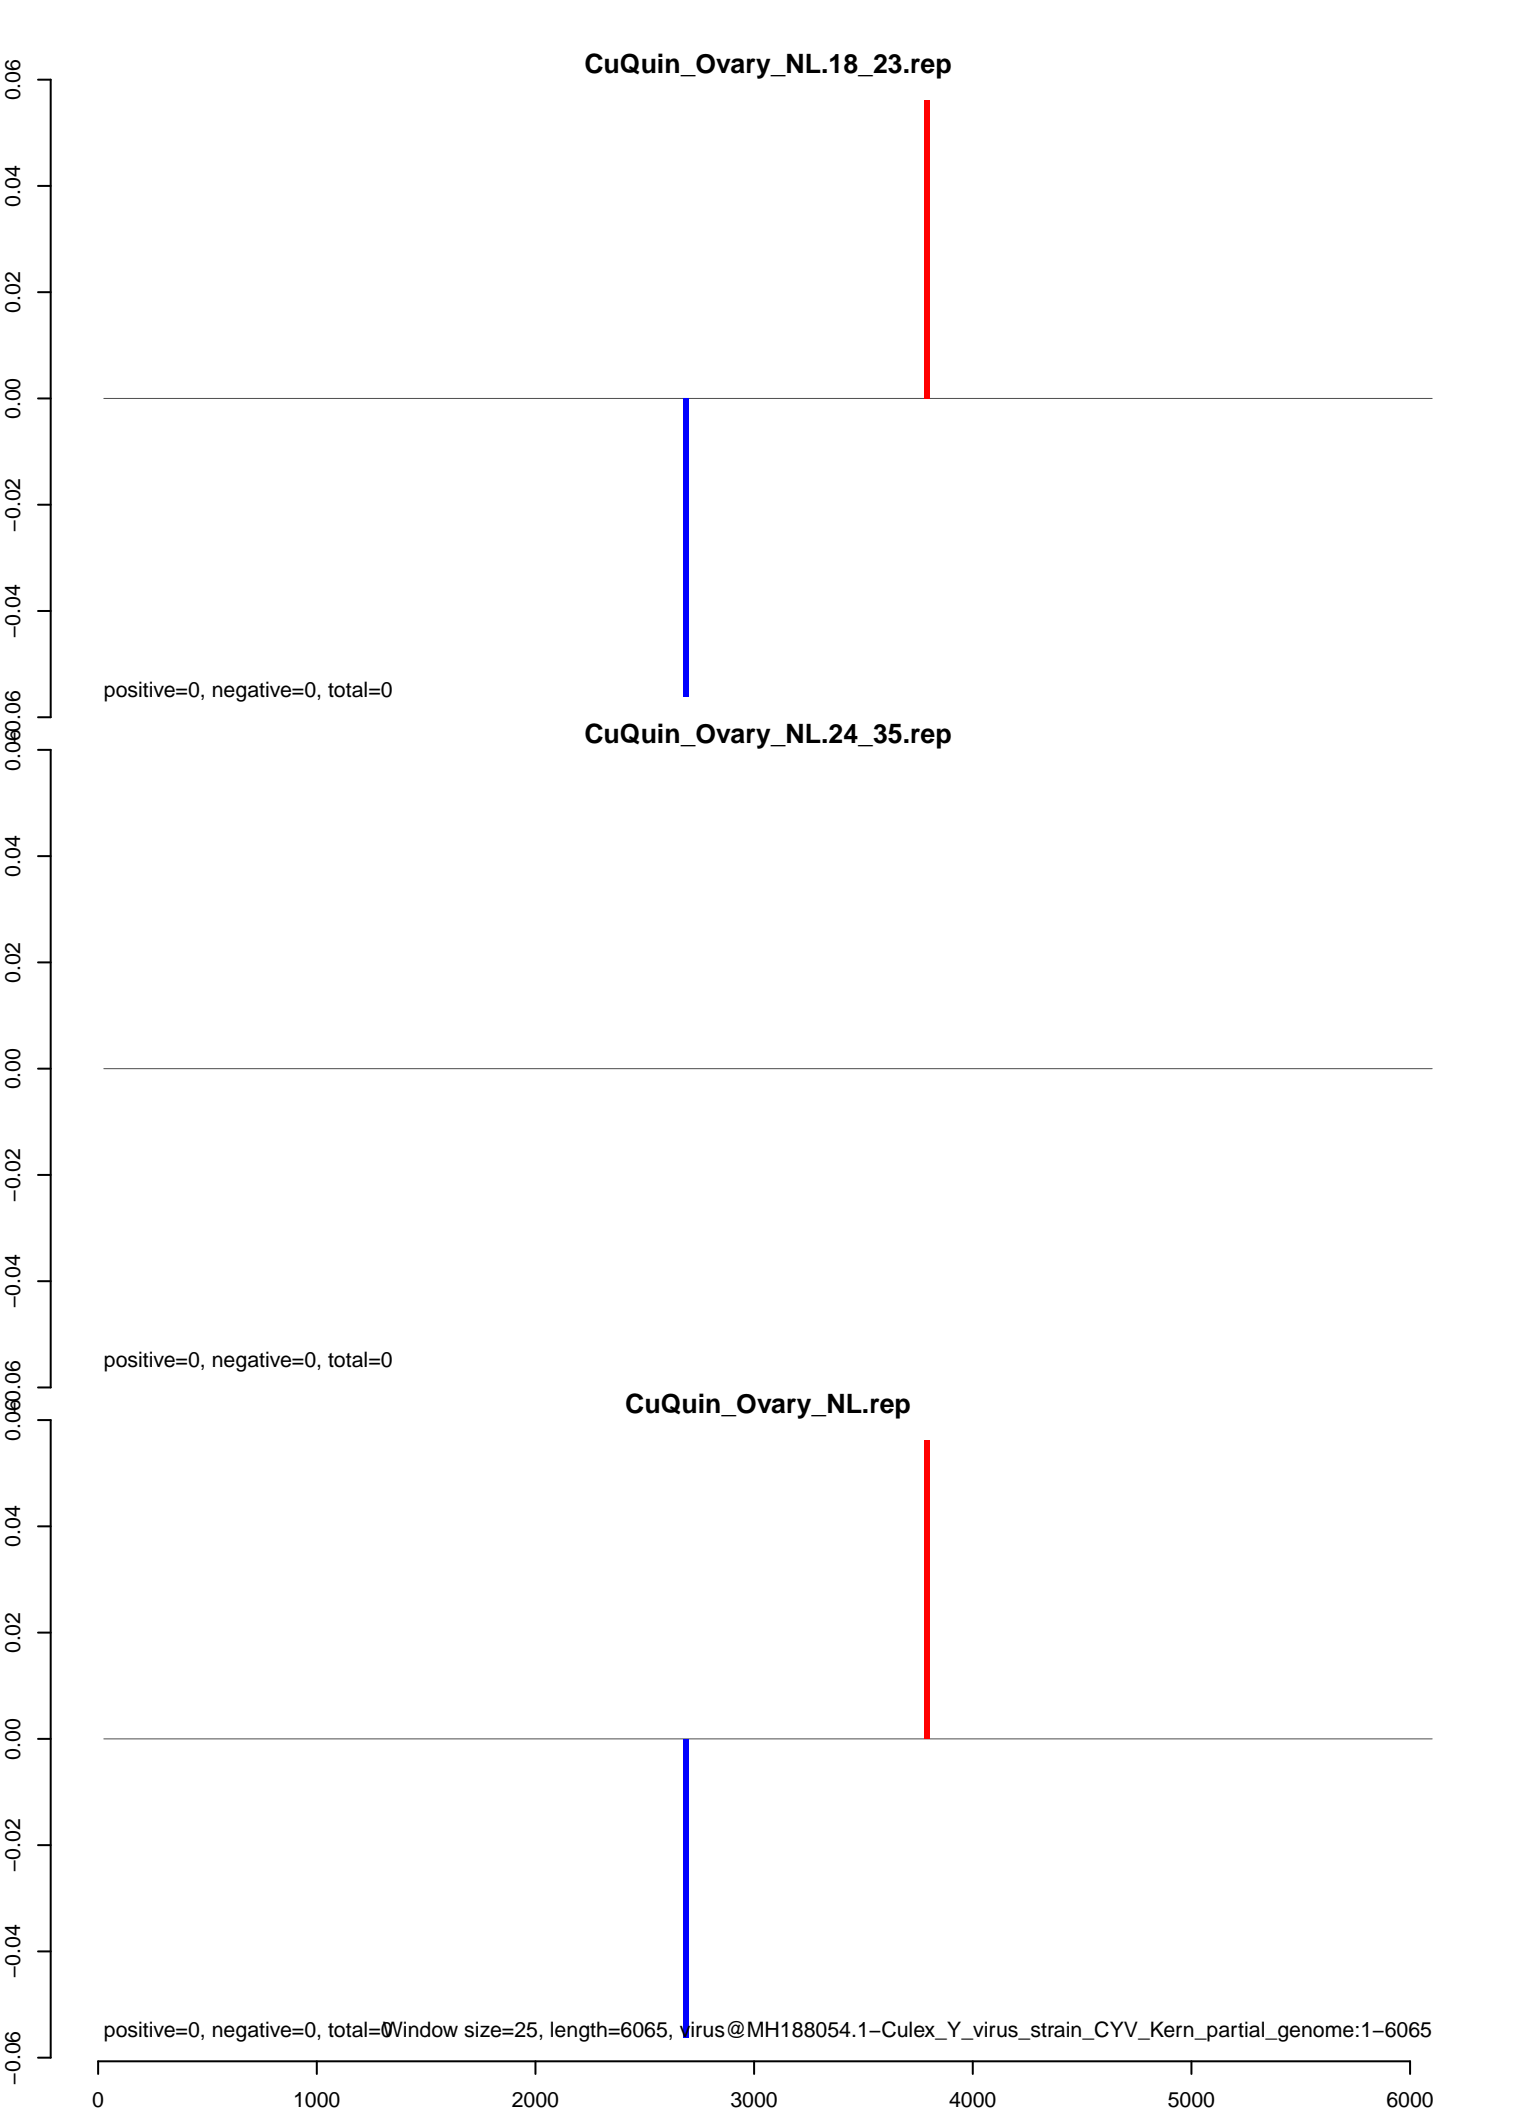 CuQuin_Ovary_NL.18_23.rep
0.06
0.04
0.02
0.00
−0.02
−0.04
−0.06
positive=0, negative=0, total=0
CuQuin_Ovary_NL.24_35.rep
0.06
0.04
0.02
0.00
−0.02
−0.04
−0.06
positive=0, negative=0, total=0
CuQuin_Ovary_NL.rep
0.06
0.04
0.02
0.00
−0.02
−0.04
−0.06
positive=0, negative=0, total=0
Window size=25, length=6065, virus@MH188054.1−Culex_Y_virus_strain_CYV_Kern_partial_genome:1−6065
0 1000 2000 3000 4000 5000 6000